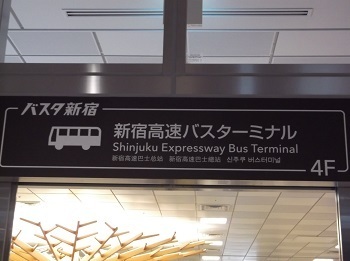 バスタ新宿
新宿高速バスターミナル
Shinjuku Expressway Bus Terminal
新宿高速巴士总站 新宿高速巴士總站 신주쿠 버스터미널
4F